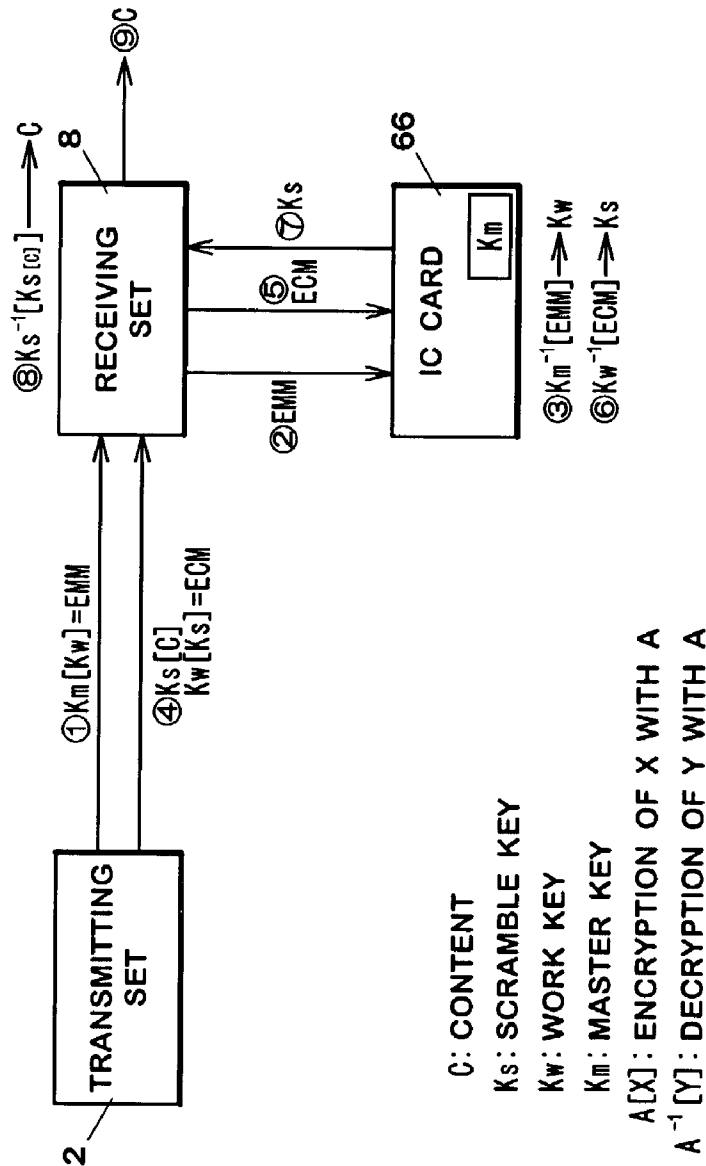 2
TRANSMITTING
SET
①Km[Kw]=EMM
④Ks[C]
Kw[Ks]=ECM
⑧Ks⁻¹[Ks[C]]→C
8
RECEIVING
SET
⑨C
②EMM
⑤
ECM
⑦Ks
66
IC CARD
Km
③Km⁻¹[EMM]→Kw
⑥Kw⁻¹[ECM]→Ks
C: CONTENT
Ks: SCRAMBLE KEY
Kw: WORK KEY
Km: MASTER KEY
A[X]: ENCRYPTION OF X WITH A
A⁻¹[Y]: DECRYPTION OF Y WITH A